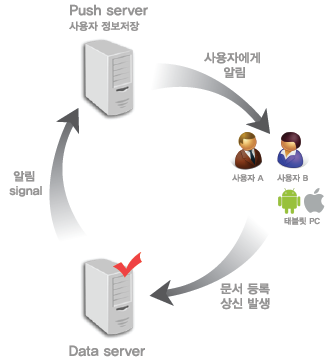 Push server
사용자 정보저장
사용자에게
알림
사용자 A
사용자 B
태블릿 PC
알림
signal
문서 등록
상신 발생
Data server